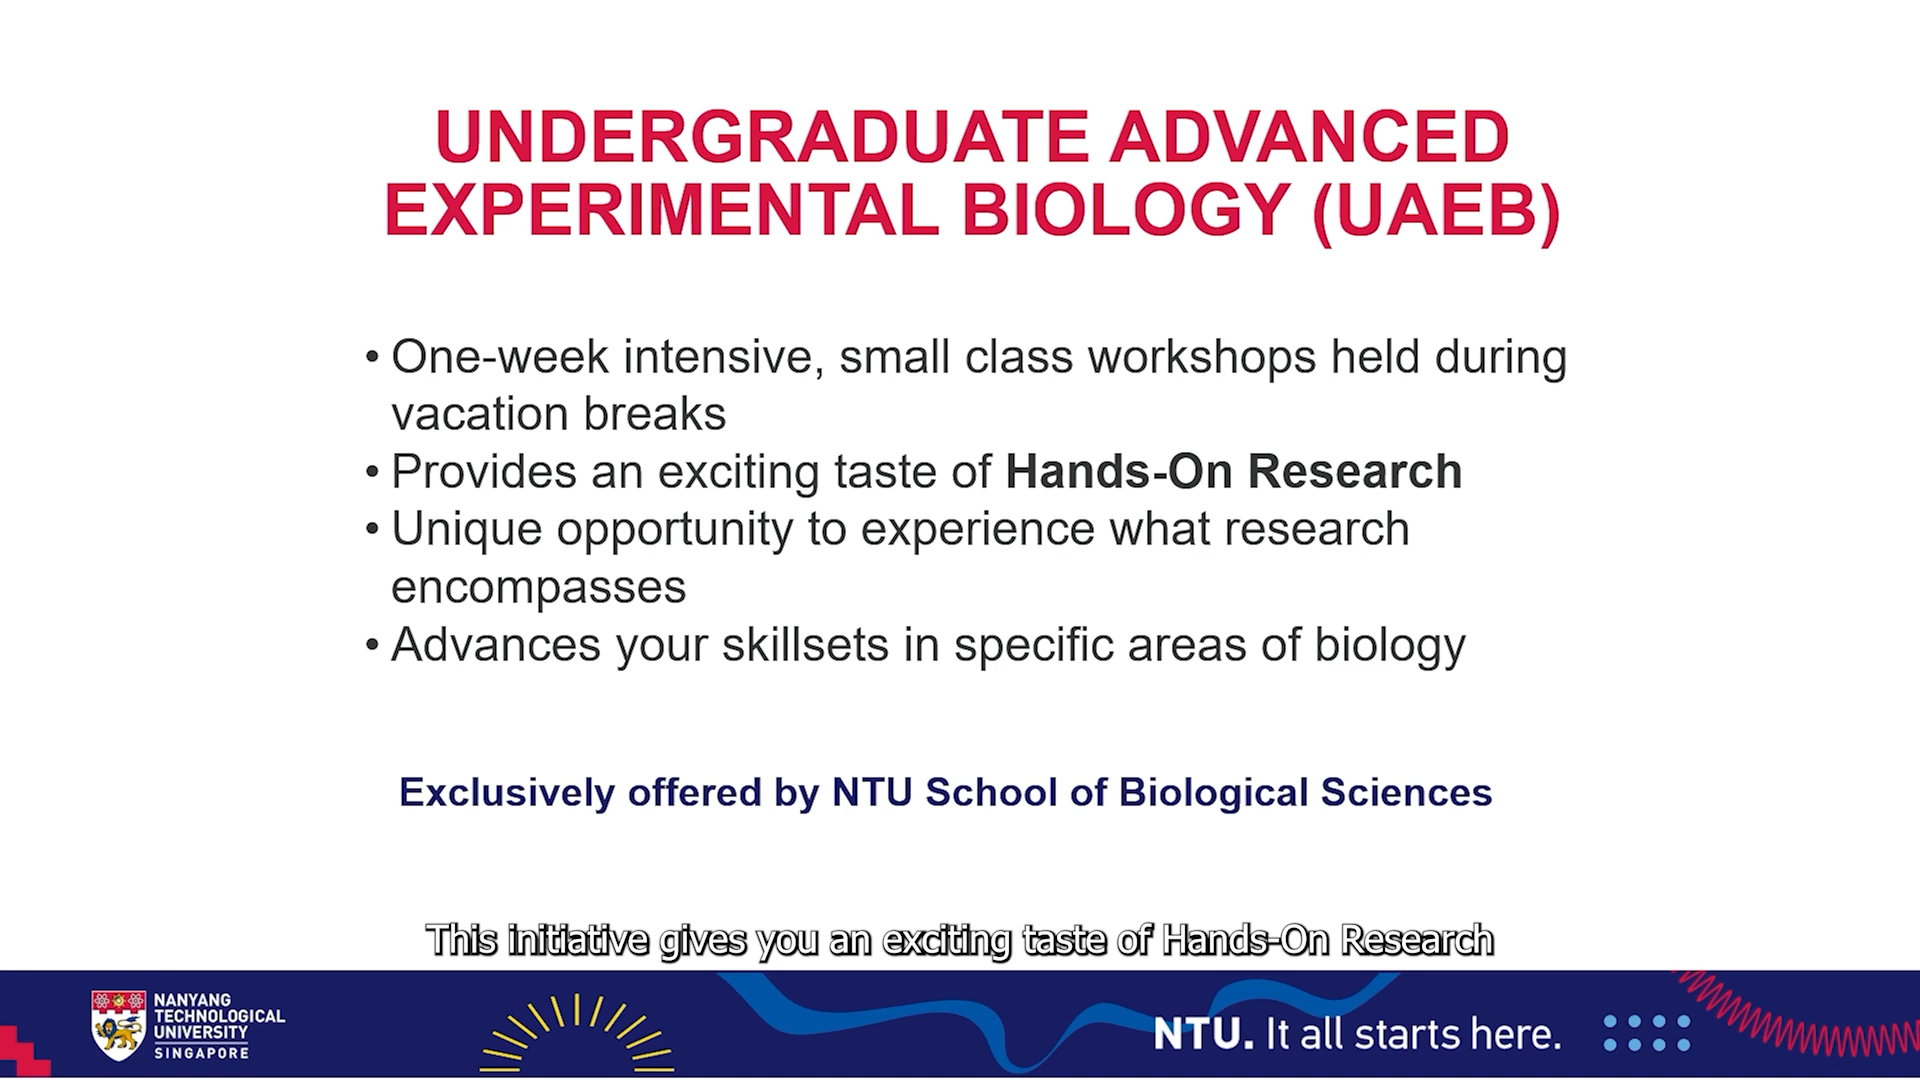 UNDERGRADUATE ADVANCED
EXPERIMENTAL BIOLOGY (UAEB)
• One-week intensive, small class workshops held during
vacation breaks
• Provides an exciting taste of Hands-On Research
• Unique opportunity to experience what research
encompasses
• Advances your skillsets in specific areas of biology
Exclusively offered by NTU School of Biological Sciences
This initiative gives you an exciting taste of Hands-On Research
NANYANG
TECHNOLOGICAL
UNIVERSITY
SINGAPORE
NTU. It all starts here.